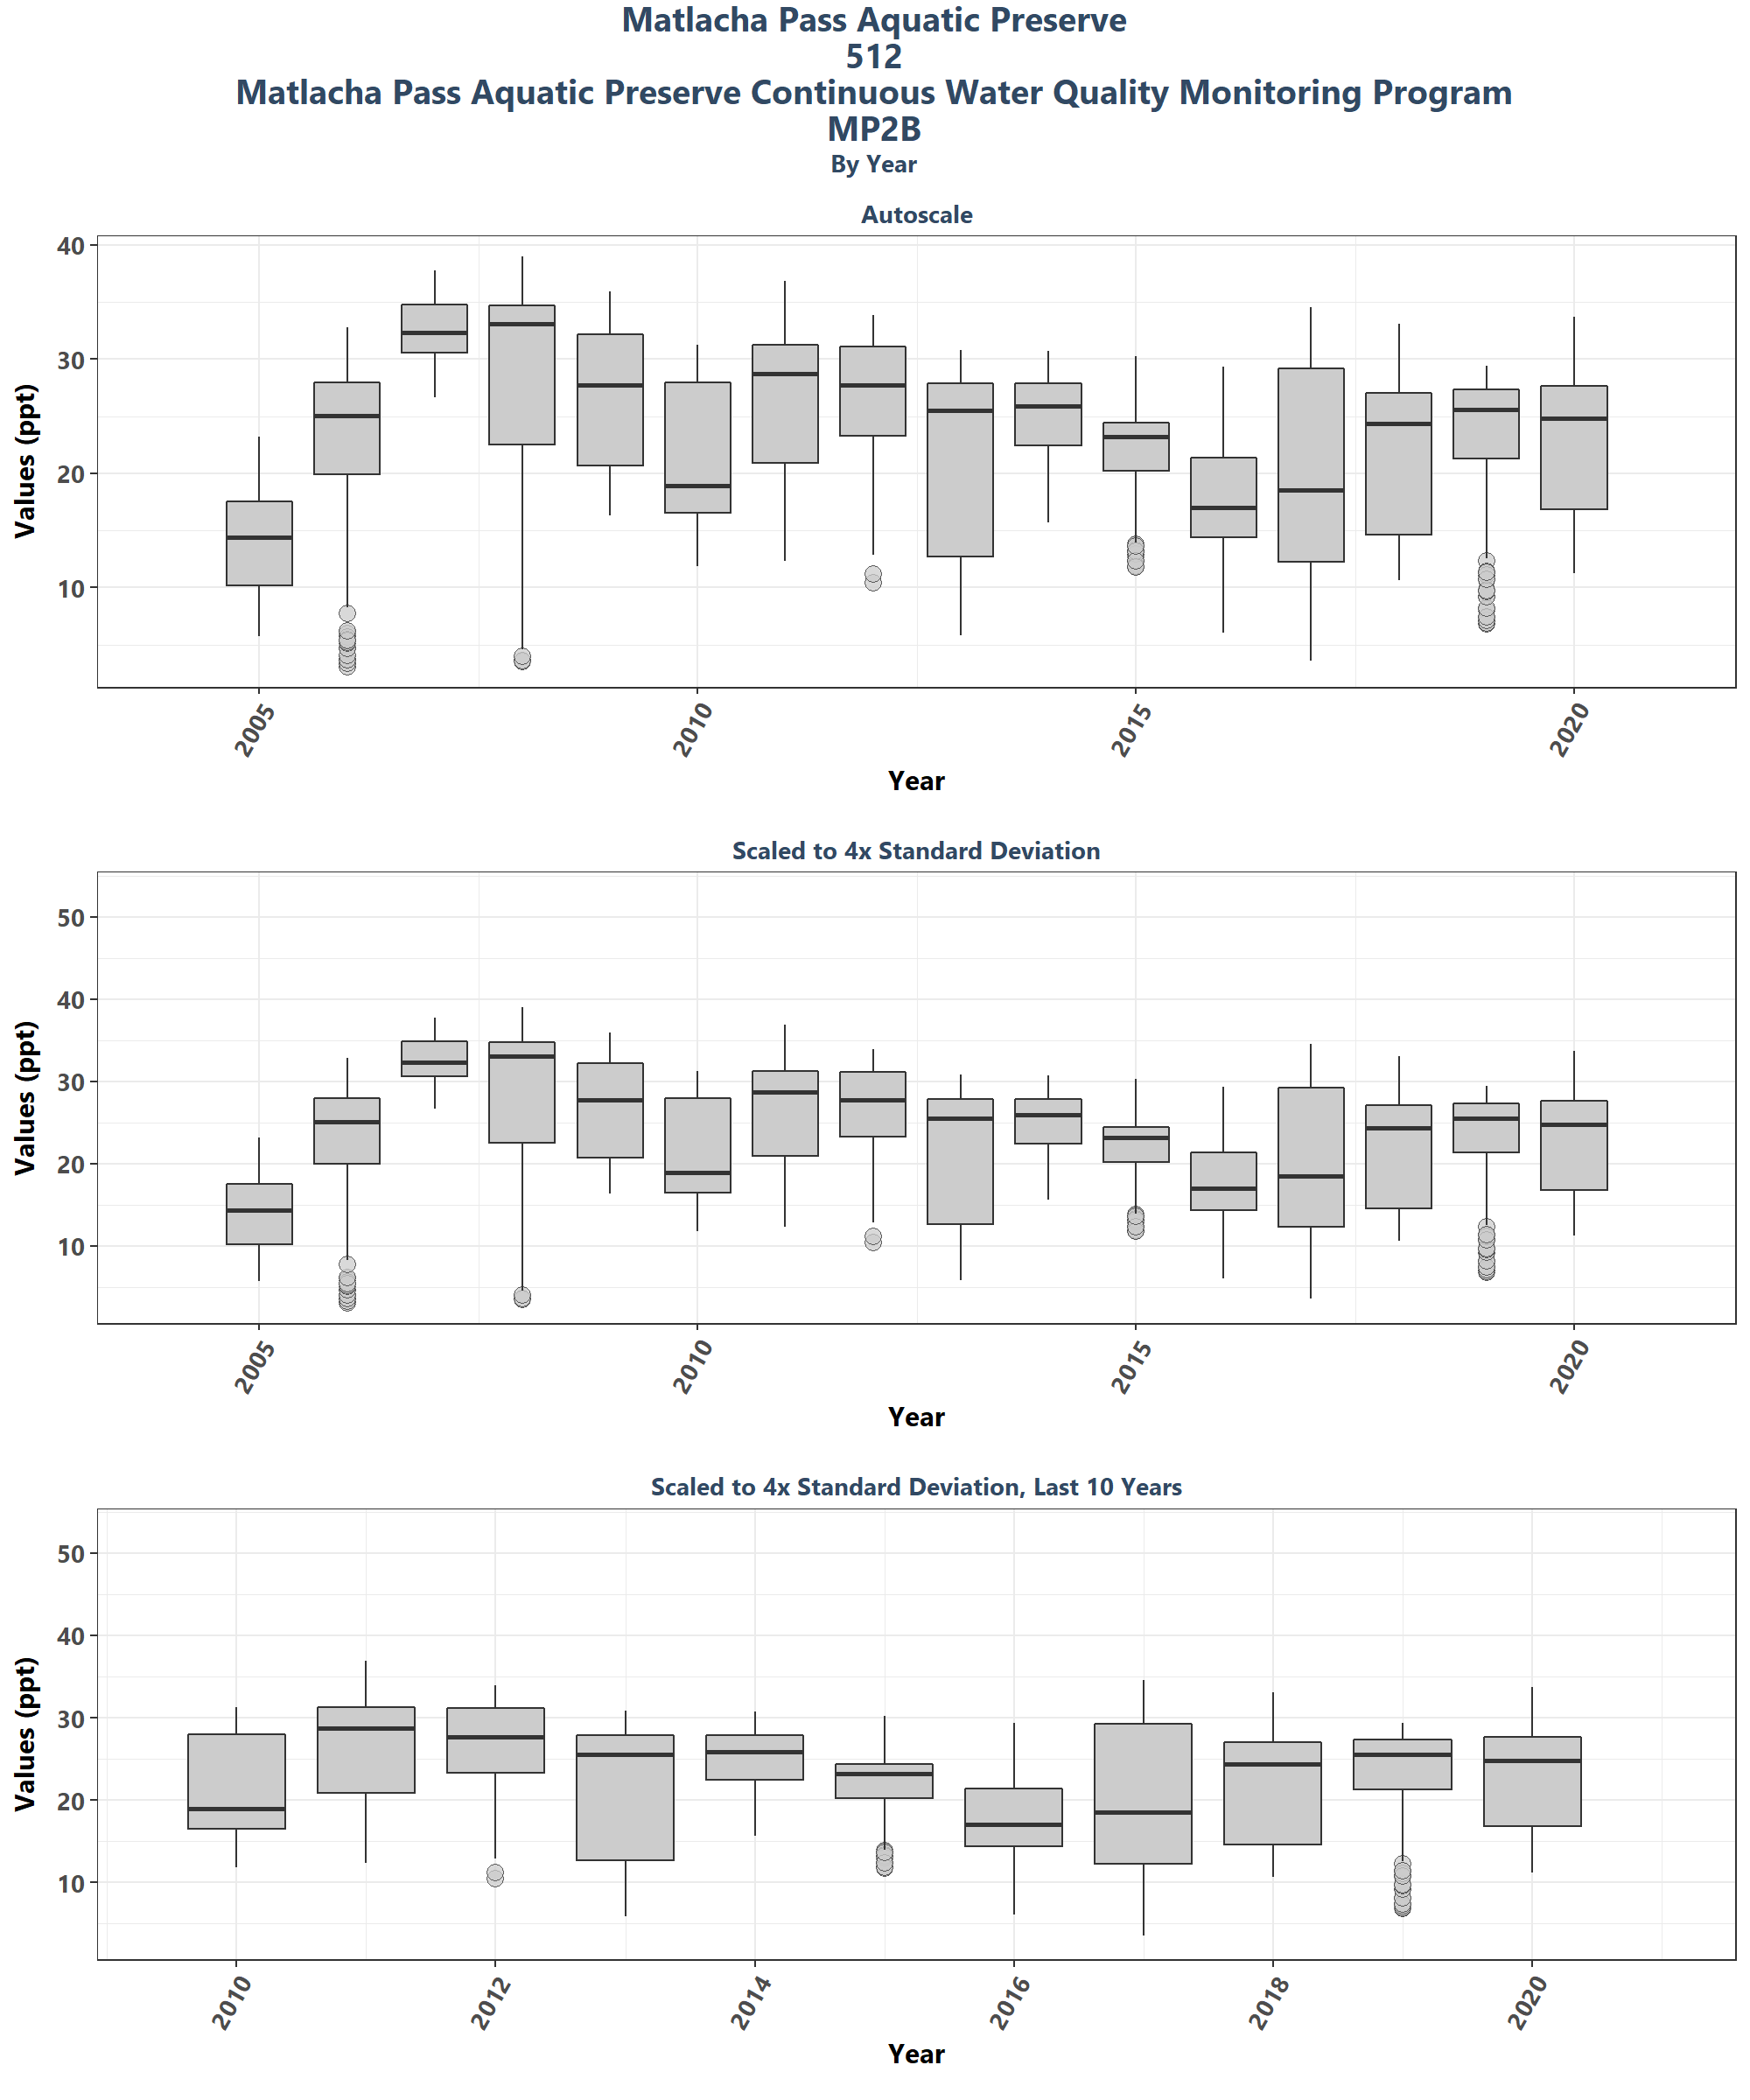 Matlacha Pass Aquatic Preserve
512
Matlacha Pass Aquatic Preserve Continuous Water Quality Monitoring Program
MP2B
By Year
Autoscale
Values (ppt)
40
30
20
10
2005 2010 2015 2020
Year
Scaled to 4x Standard Deviation
Values (ppt)
50
40
30
20
10
2005 2010 2015 2020
Year
Scaled to 4x Standard Deviation, Last 10 Years
Values (ppt)
50
40
30
20
10
2010 2012 2014 2016 2018 2020
Year